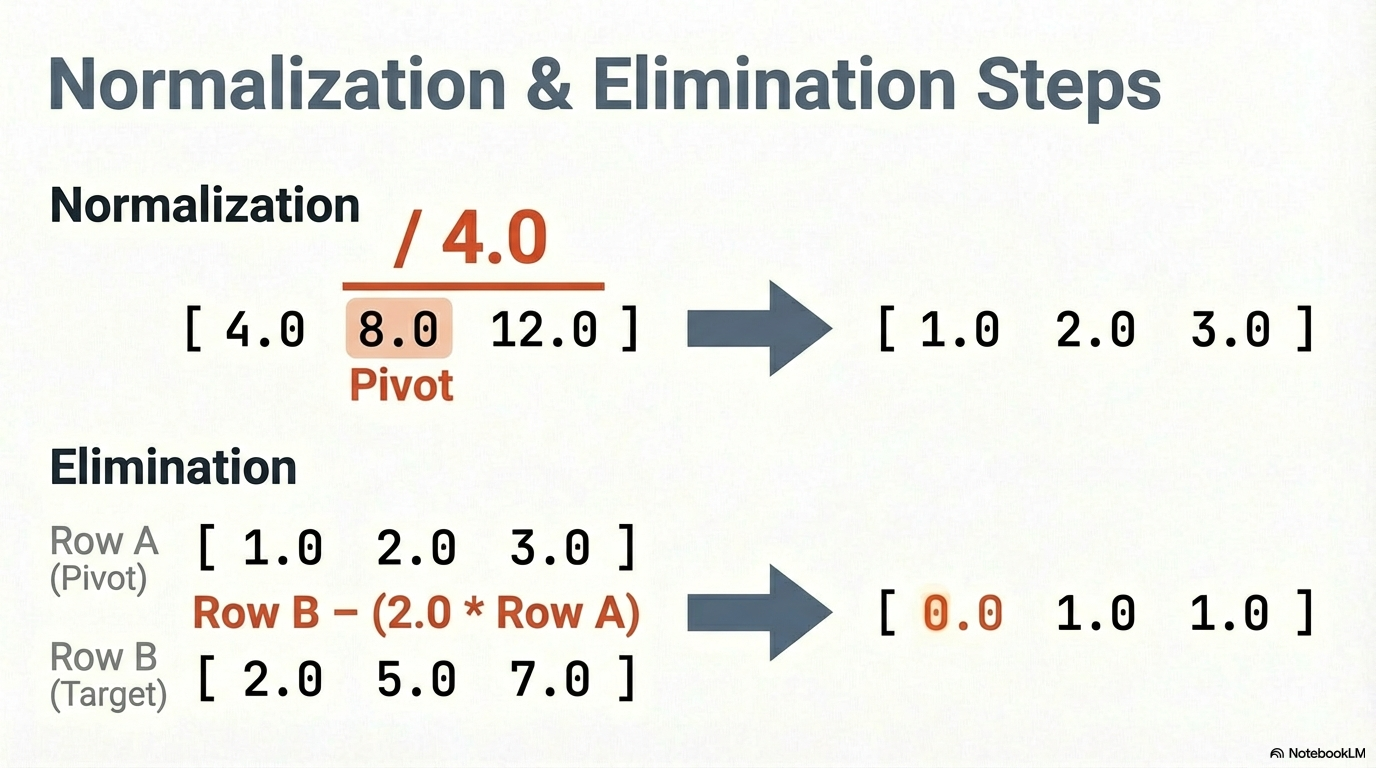 Normalization & Elimination Steps
Normalization
/ 4.0
[ 4.0 8.0 12.0 ]
[ 1.0 2.0 3.0 ]
Pivot
Elimination
Row A
(Pivot)
[ 1.0 2.0 3.0 ]
Row B – (2.0 * Row A)
[ 0.0 1.0 1.0 ]
Row B
(Target)
[ 2.0 5.0 7.0 ]
NotebookLM